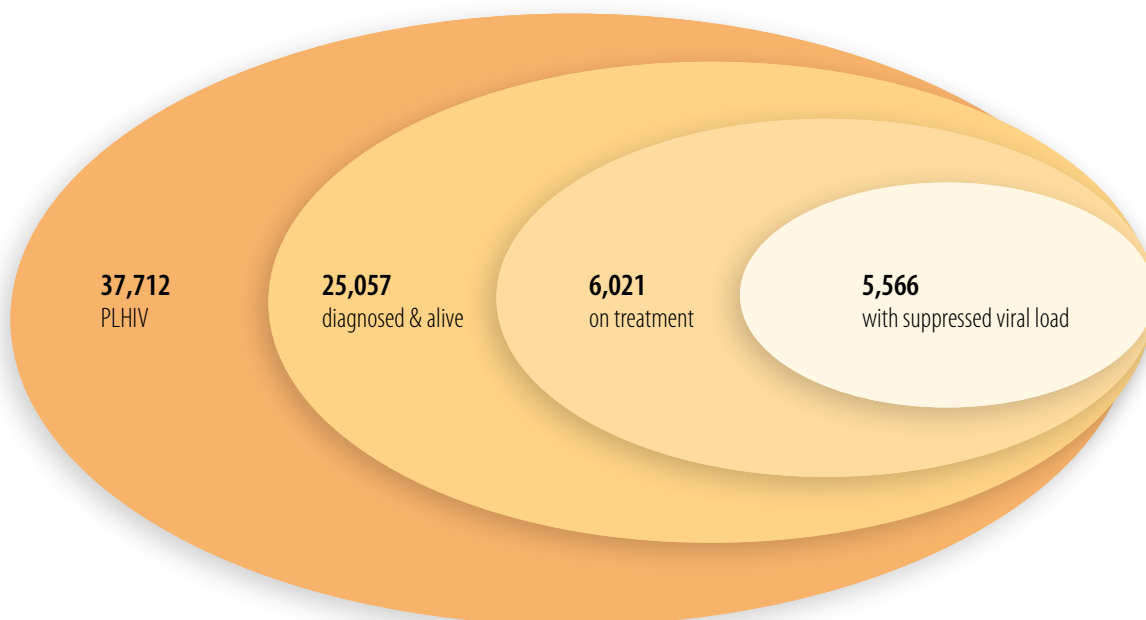 37,712
PLHIV
25,057
diagnosed & alive
6,021
on treatment
5,566
with suppressed viral load